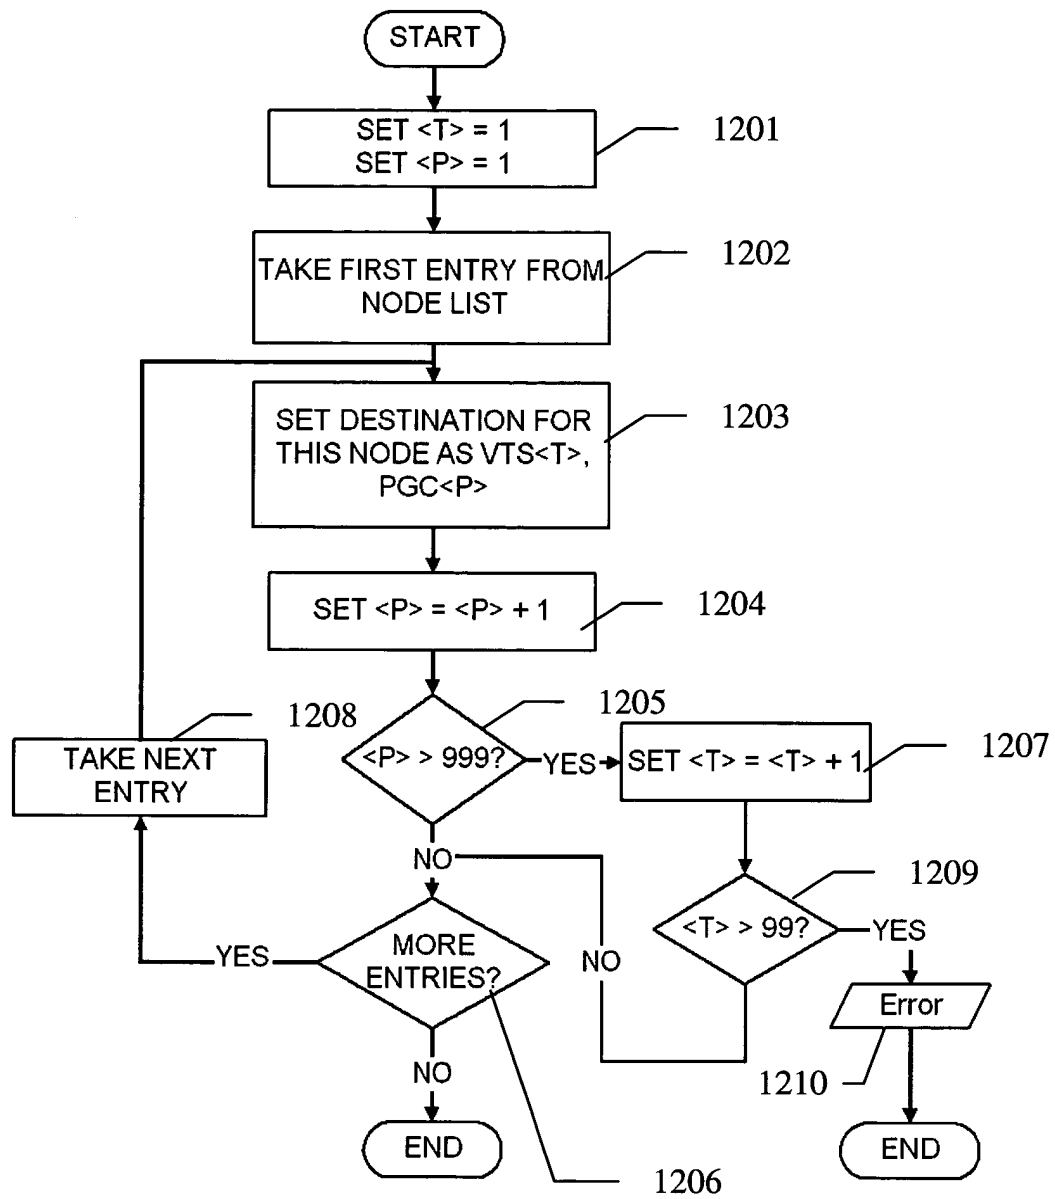 START
SET <T> = 1
SET <P> = 1
1201
TAKE FIRST ENTRY FROM
NODE LIST
1202
SET DESTINATION FOR
THIS NODE AS VTS<T>,
PGC<P>
1203
SET <P> = <P> + 1
1204
1208
TAKE NEXT
ENTRY
<P> > 999?
1205
YES
SET <T> = <T> + 1
1207
NO
<T> > 99?
1209
YES
MORE
ENTRIES?
YES
NO
Error
1210
NO
END
END
1206